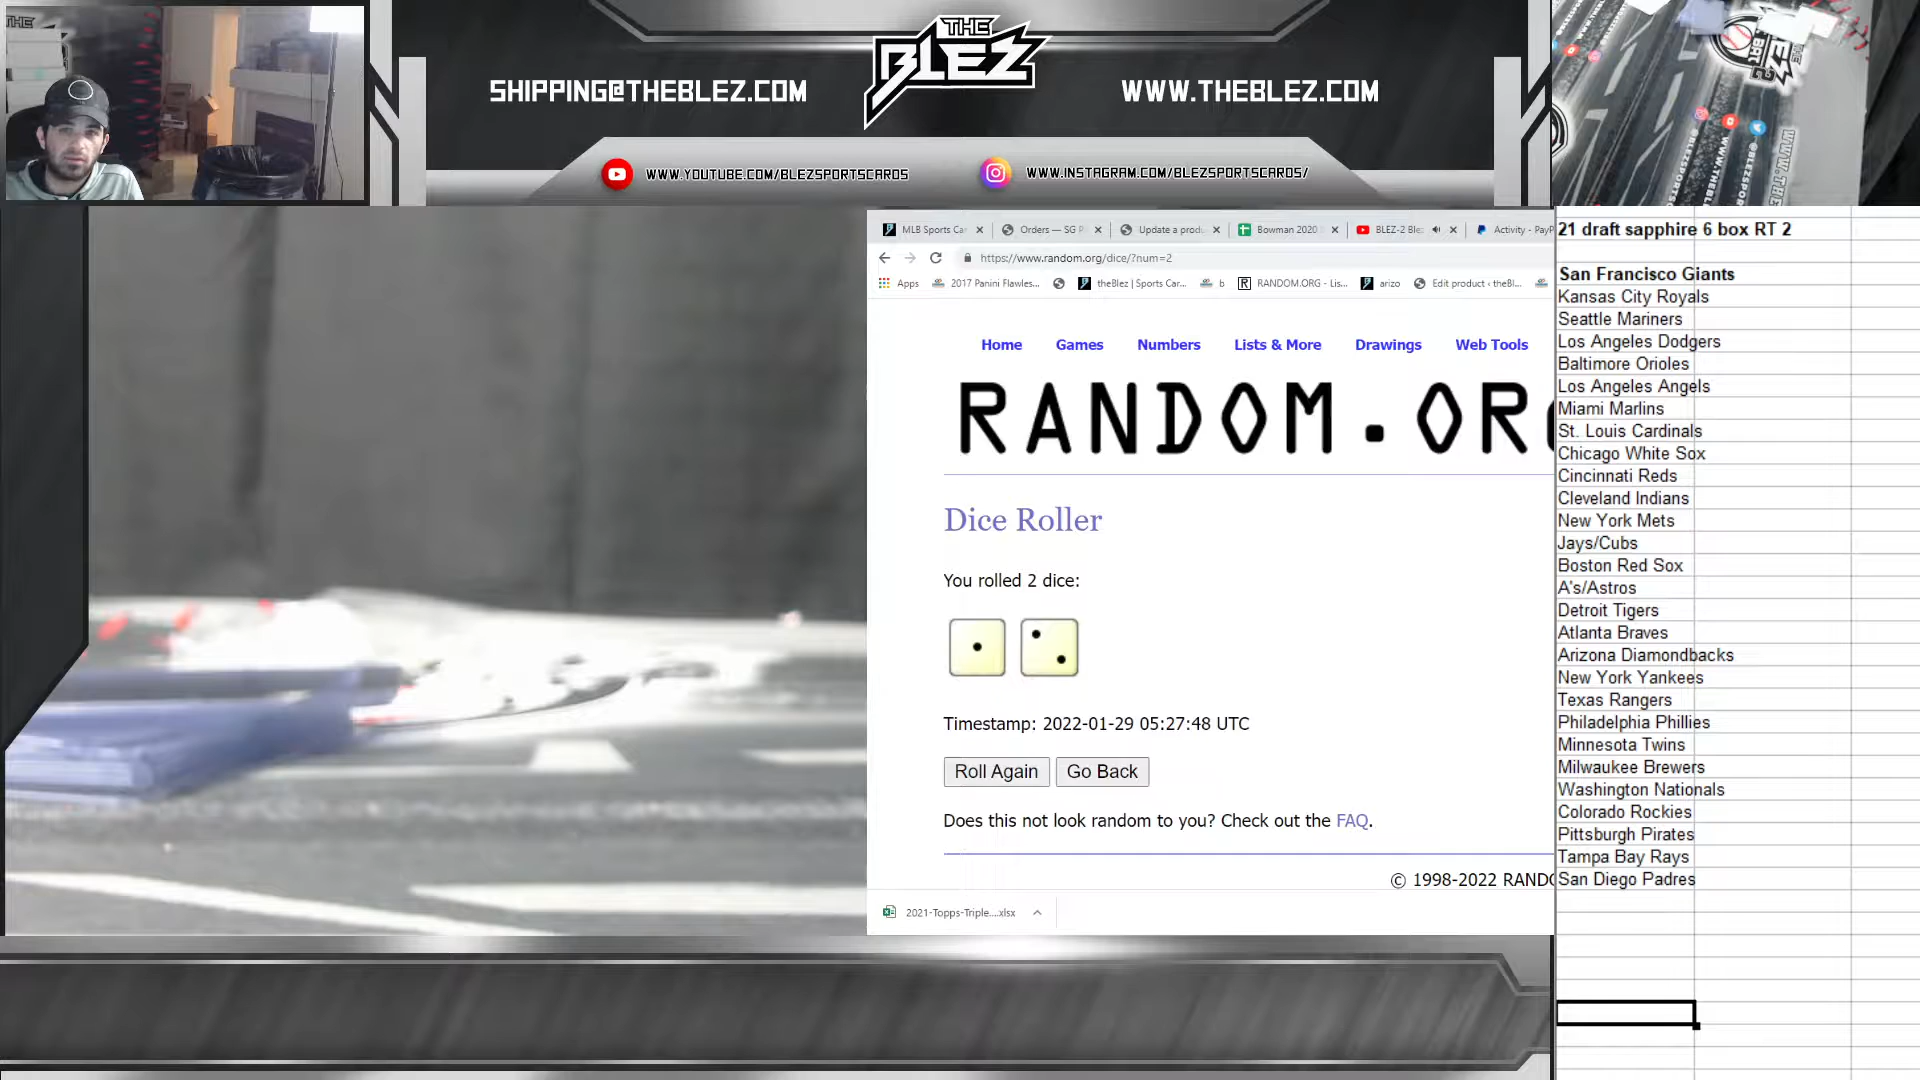 THE
BLEZ
SHIPPING@THEBLEZ.COM
WWW.THEBLEZ.COM
WWW.YOUTUBE.COM/BLEZSPORTSCARDS
WWW.INSTAGRAM.COM/BLEZSPORTSCARDS/
MLB Sports Ca
Orders — SG P
Update a produ
Bowman 2020
BLEZ-2 Ble
Activity - PayP
https://www.random.org/dice/?num=2
Apps
2017 Panini Flawles...
theBlez | Sports Car...
b
RANDOM.ORG - Lis...
arizo
Edit product ‹ theBl...
Home Games Numbers Lists & More Drawings Web Tools
RANDOM.ORG
Dice Roller
You rolled 2 dice:
Timestamp: 2022-01-29 05:27:48 UTC
Roll Again Go Back
Does this not look random to you? Check out the FAQ.
© 1998-2022 RANDO
2021-Topps-Triple....xlsx
21 draft sapphire 6 box RT 2
San Francisco Giants
Kansas City Royals
Seattle Mariners
Los Angeles Dodgers
Baltimore Orioles
Los Angeles Angels
Miami Marlins
St. Louis Cardinals
Chicago White Sox
Cincinnati Reds
Cleveland Indians
New York Mets
Jays/Cubs
Boston Red Sox
A's/Astros
Detroit Tigers
Atlanta Braves
Arizona Diamondbacks
New York Yankees
Texas Rangers
Philadelphia Phillies
Minnesota Twins
Milwaukee Brewers
Washington Nationals
Colorado Rockies
Pittsburgh Pirates
Tampa Bay Rays
San Diego Padres